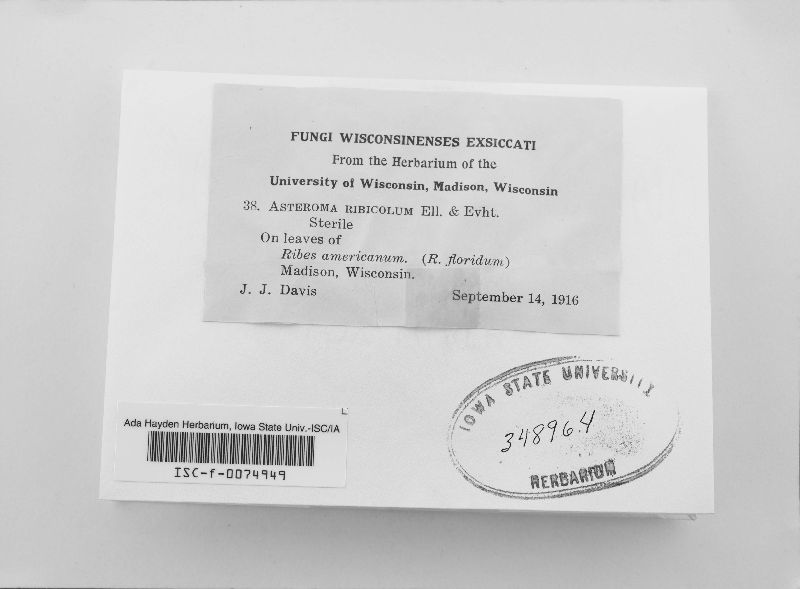 FUNGI WISCONSINENSES EXSICCATI
From the Herbarium of the
University of Wisconsin, Madison, Wisconsin
38. ASTEROMA RIBICOLUM Ell. & Evht.
Sterile
On leaves of
Ribes americanum. (R. floridum)
Madison, Wisconsin.
J. J. Davis September 14, 1916
Ada Hayden Herbarium, Iowa State Univ.-ISC/IA
ISC-f-0074949
IOWA STATE UNIVERSITY
348964
HERBARIUM